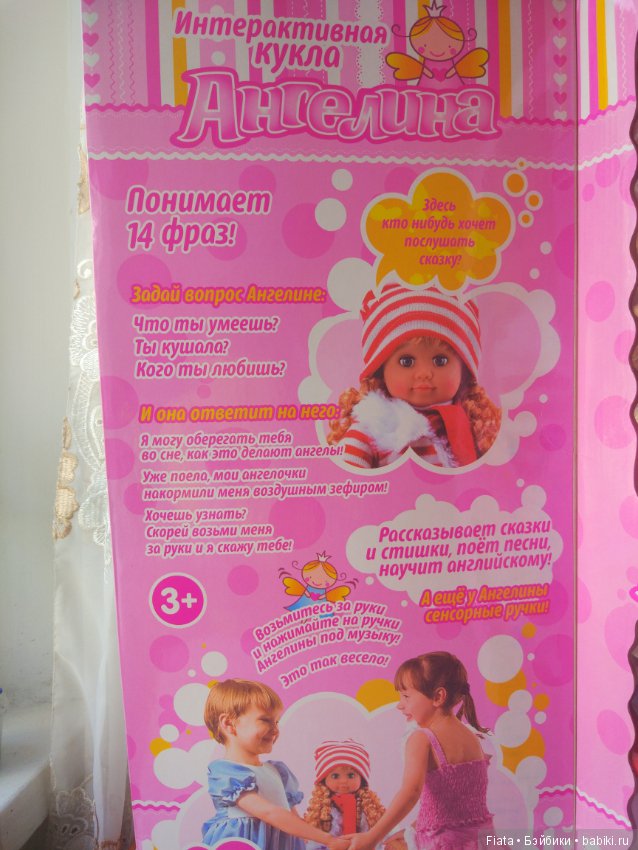 Интерактивная
кукла
Ангелина
Понимает
14 фраз!
Здесь
кто нибудь хочет
послушать
сказку?
Задай вопрос Ангелине:
Что ты умеешь?
Ты кушала?
Кого ты любишь?
И она ответит на него:
Я могу оберегать тебя
во сне, как это делают ангелы!
Уже поела, мои ангелочки
накормили меня воздушным зефиром!
Хочешь узнать?
Скорей возьми меня
за руки и я скажу тебе!
Рассказывает сказки
и стишки, поёт песни,
научит английскому!
А ещё у Ангелины
сенсорные ручки!
3+
Возьмитесь за руки
и нажимайте на ручки
Ангелины под музыку!
Это так весело!
Fiata • Бэйбики • babiki.ru